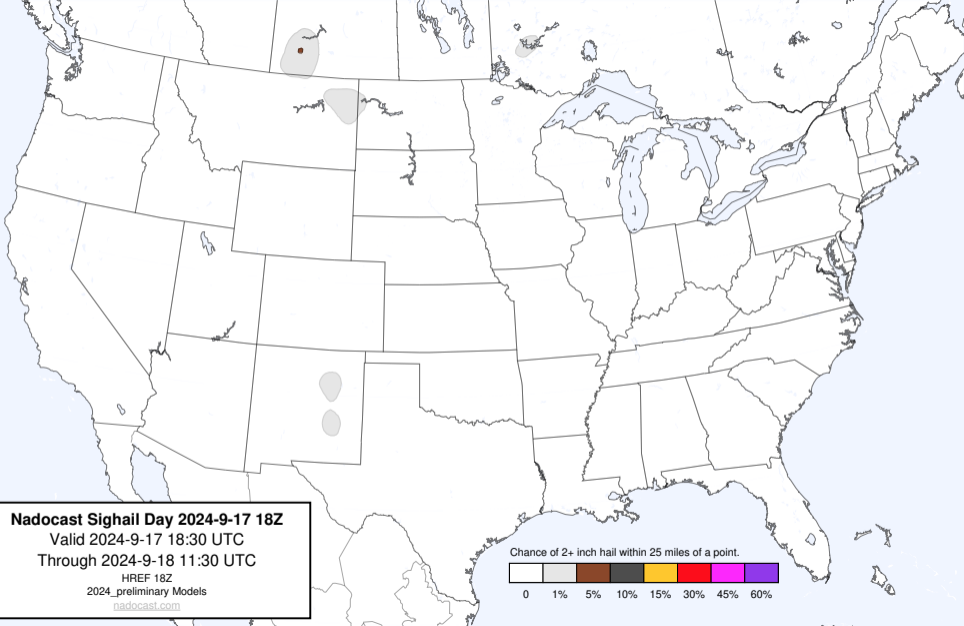 Nadocast Sighail Day 2024-9-17 18Z
Valid 2024-9-17 18:30 UTC
Through 2024-9-18 11:30 UTC
HREF 18Z
2024_preliminary Models
nadocast.com
Chance of 2+ inch hail within 25 miles of a point.
0 1% 5% 10% 15% 30% 45% 60%